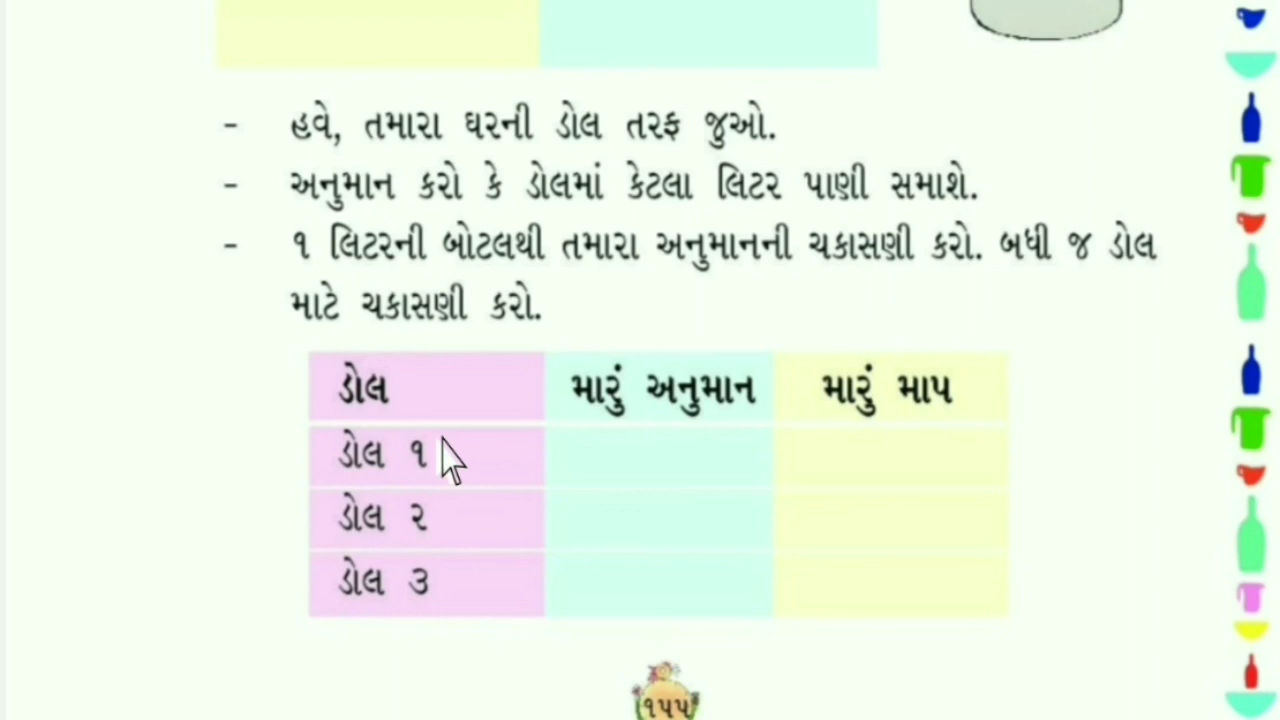 - હવે, તમારા ઘરની ડોલ તરફ જુઓ.
- અનુમાન કરો કે ડોલમાં કેટલા લિટર પાણી સમાશે.
- ૧ લિટરની બોટલથી તમારા અનુમાનની ચકાસણી કરો. બધી જ ડોલ
માટે ચકાસણી કરો.
ડોલ મારું અનુમાન મારું માપ
ડોલ ૧
ડોલ ૨
ડોલ ૩
૧૫૫